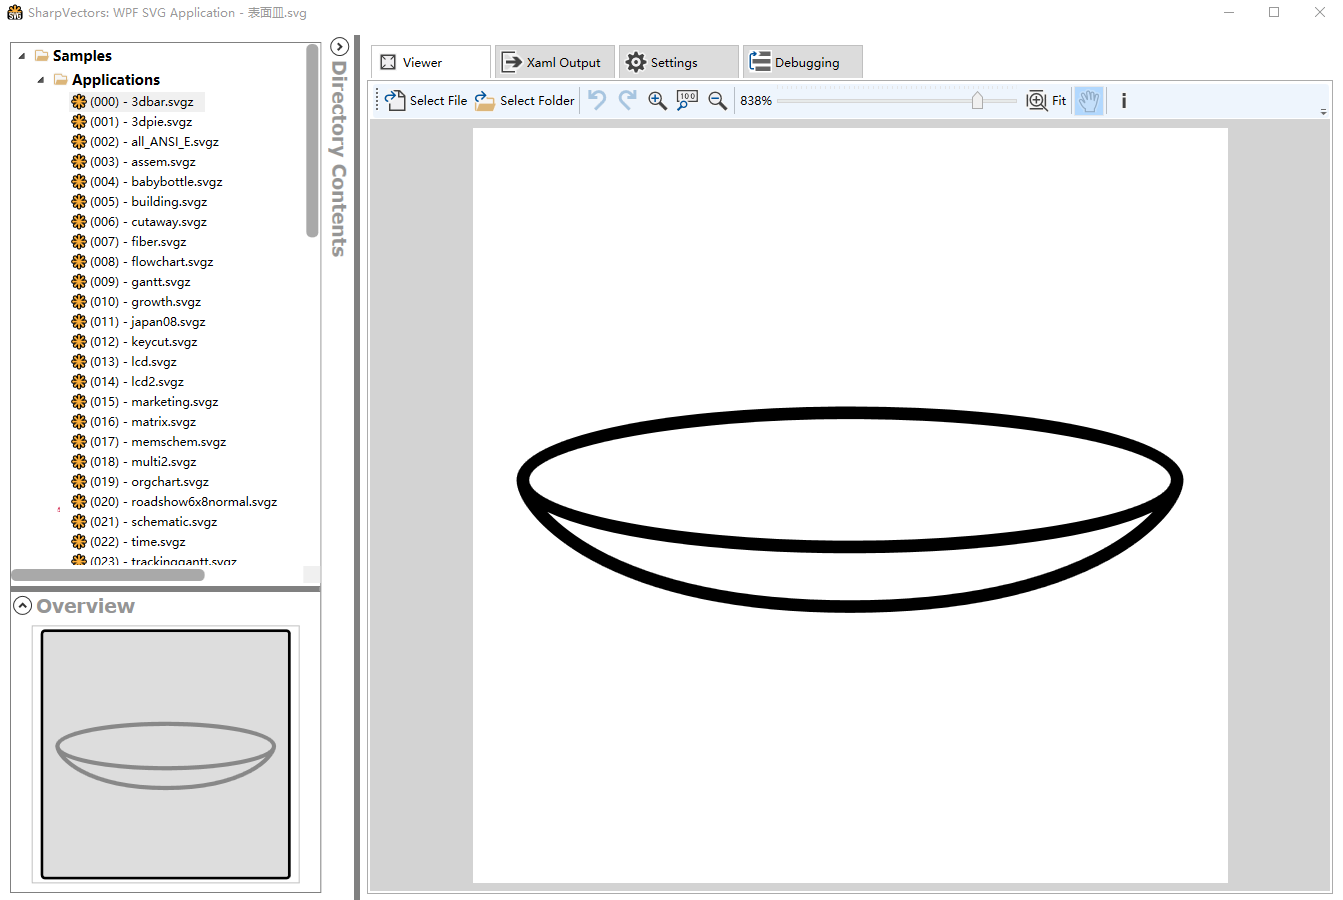 SharpVectors: WPF SVG Application - 表面皿.svg
Samples
Applications
(000) - 3dbar.svgz
(001) - 3dpie.svgz
(002) - all_ANSI_E.svgz
(003) - assem.svgz
(004) - babybottle.svgz
(005) - building.svgz
(006) - cutaway.svgz
(007) - fiber.svgz
(008) - flowchart.svgz
(009) - gantt.svgz
(010) - growth.svgz
(011) - japan08.svgz
(012) - keycut.svgz
(013) - lcd.svgz
(014) - lcd2.svgz
(015) - marketing.svgz
(016) - matrix.svgz
(017) - memschem.svgz
(018) - multi2.svgz
(019) - orgchart.svgz
(020) - roadshow6x8normal.svgz
(021) - schematic.svgz
(022) - time.svgz
(023) - trackinggantt.svgz
Overview
Directory Contents
Viewer
Xaml Output
Settings
Debugging
Select File
Select Folder
100
838%
Fit
i